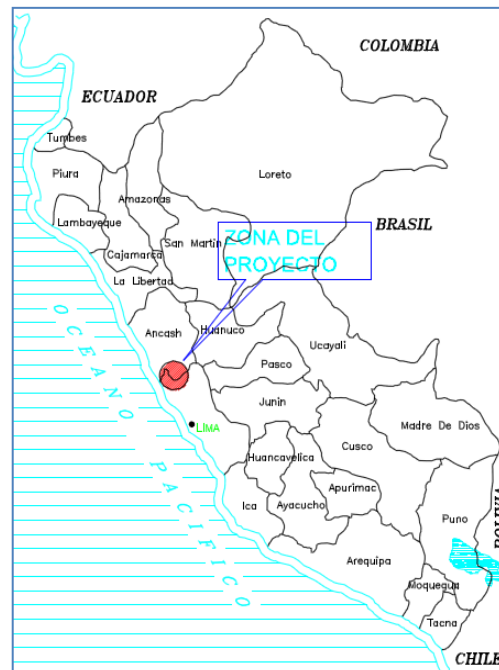 COLOMBIA
ECUADOR
Tumbes
Piura
Loreto
Amazonas
Lambayeque
BRASIL
San Martin
ZONA DEL
PROYECTO
Cajamarca
La Libertad
Ancash
Huanuco
Ucayali
Pasco
Junin
LIMA
Madre De Dios
Cusco
Huancavelica
Apurimac
Ica
Ayacucho
Puno
BOLIVIA
Arequipa
Moquegua
Tacna
CHILE
OCEANO PACIFICO